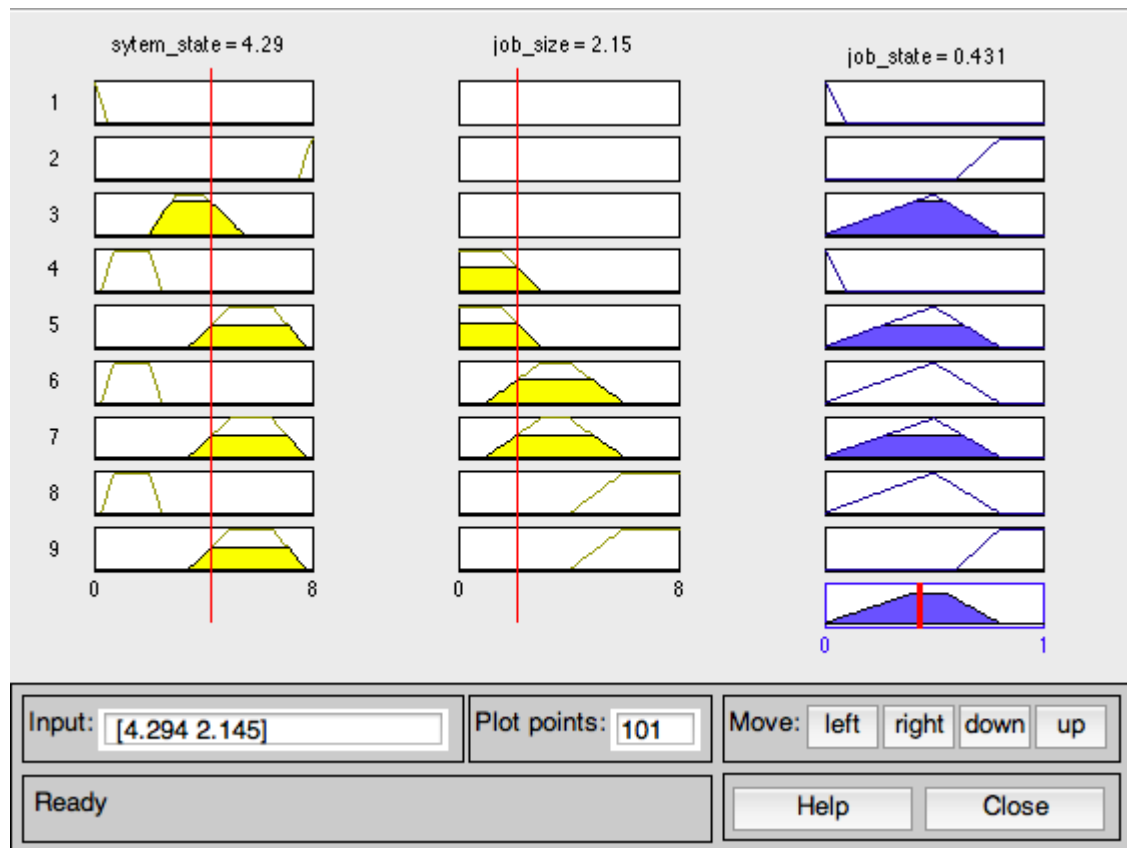 sytem_state = 4.29 job_size = 2.15 job_state = 0.431
1
2
3
4
5
6
7
8
9
0 8 0 8
0 1
Input: [4.294 2.145] Plot points: 101 Move: left right down up
Ready Help Close